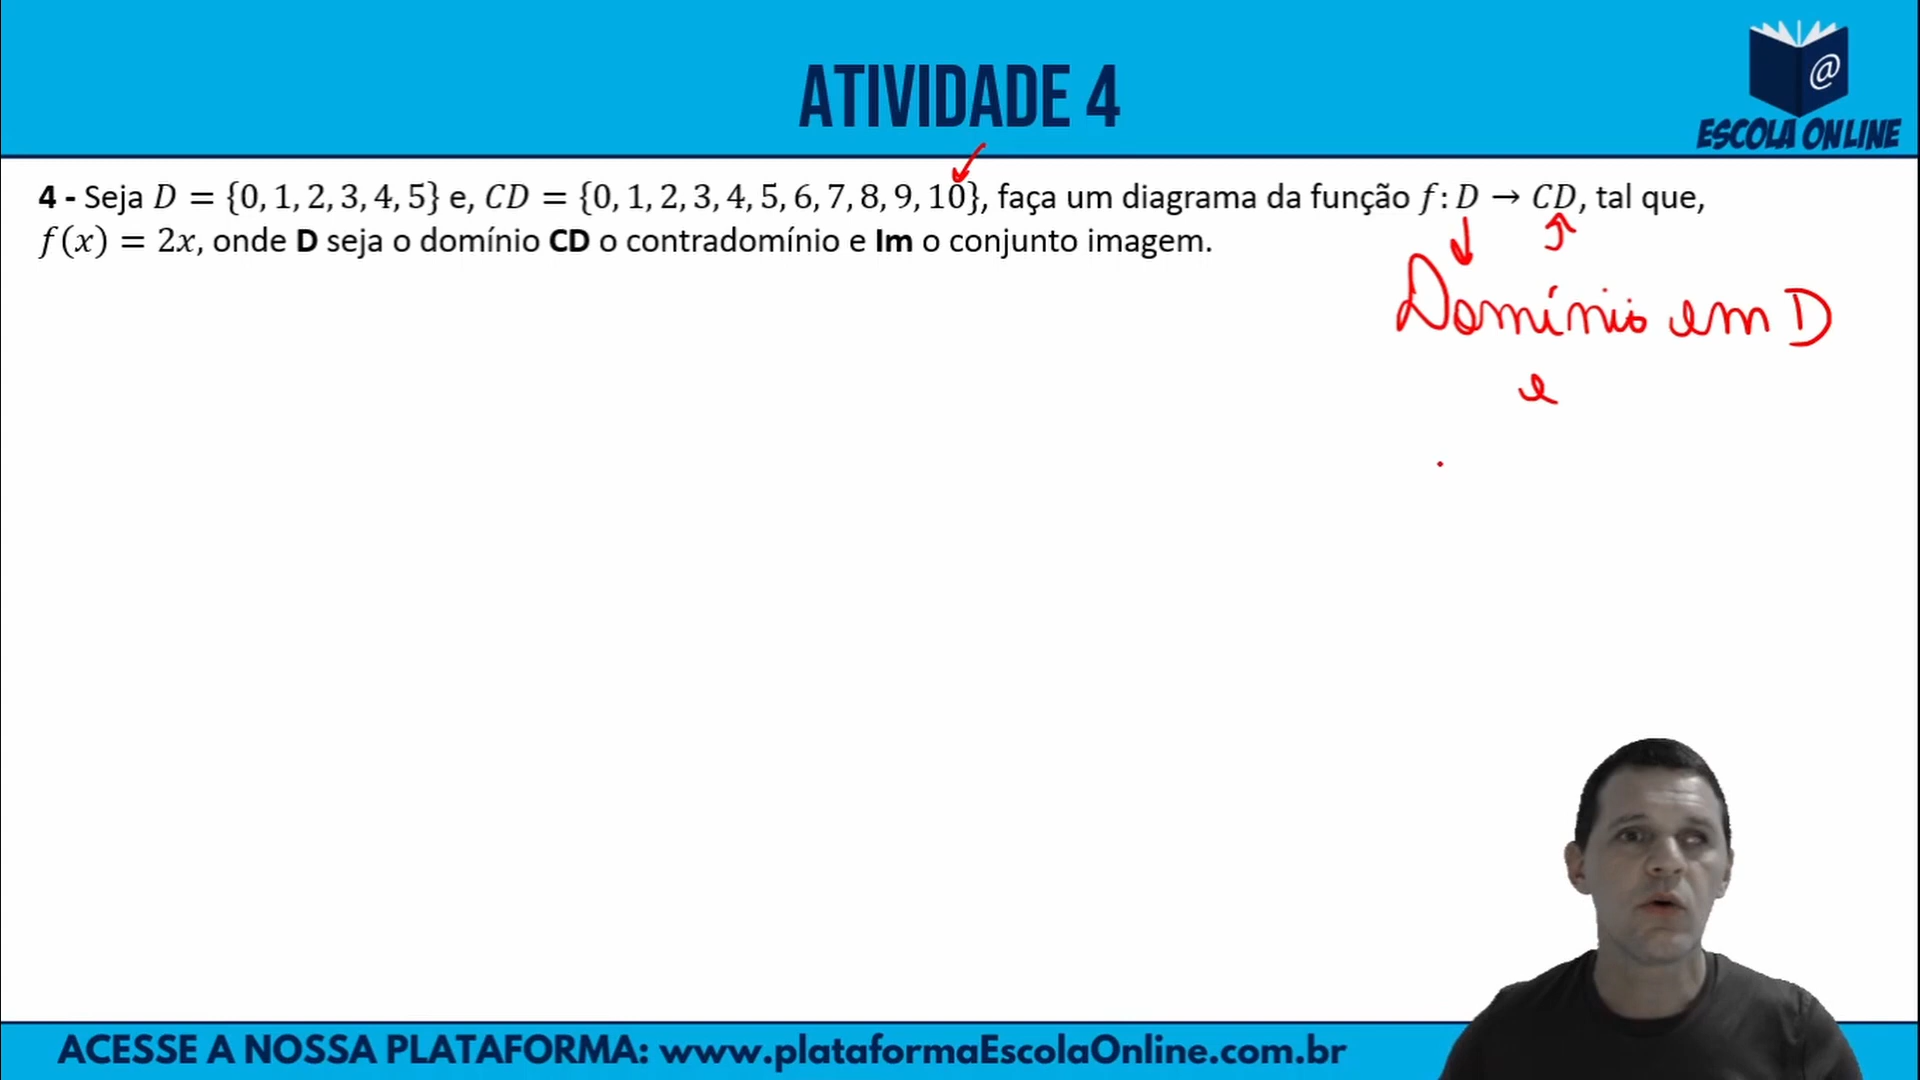 ATIVIDADE 4
@
ESCOLA ONLINE
4 - Seja D = {0, 1, 2, 3, 4, 5} e, CD = {0, 1, 2, 3, 4, 5, 6, 7, 8, 9, 10}, faça um diagrama da função f: D → CD, tal que,
f(x) = 2x, onde D seja o domínio CD o contradomínio e Im o conjunto imagem.
Domínio em D
e
ACESSE A NOSSA PLATAFORMA: www.plataformaEscolaOnline.com.br